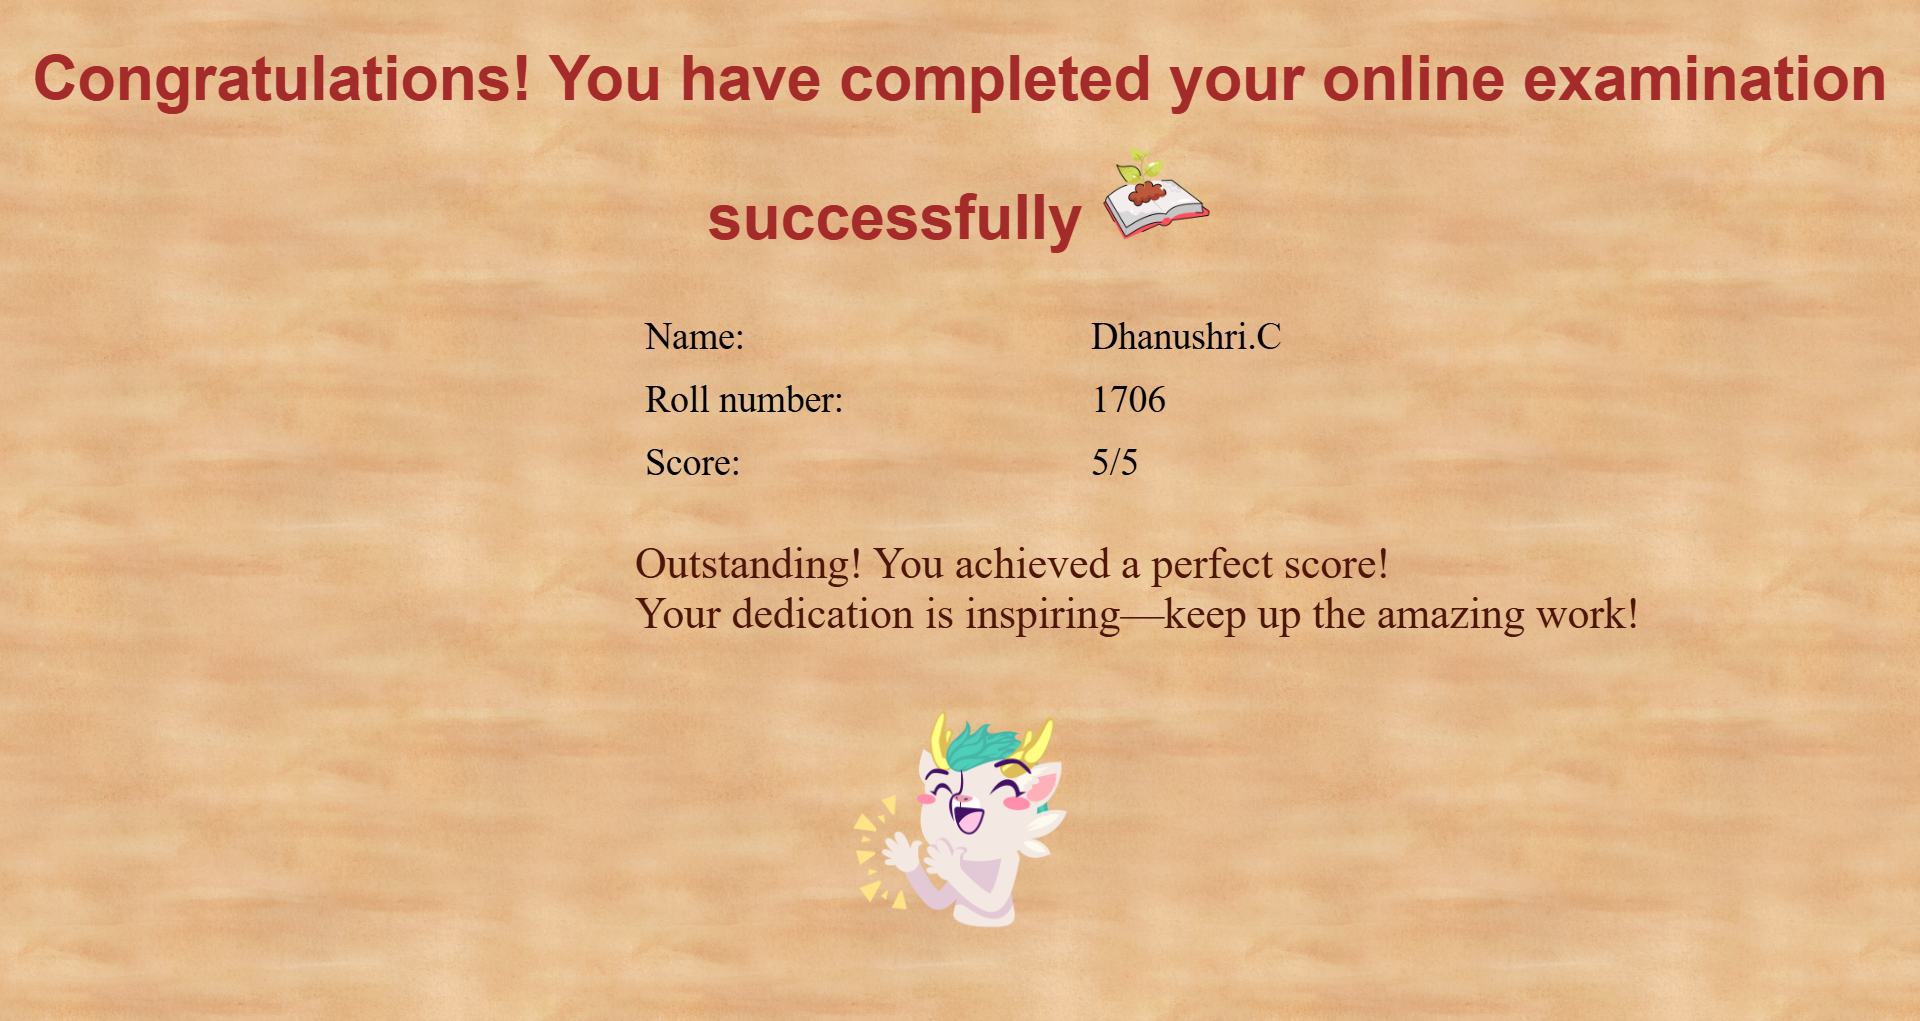 Congratulations! You have completed your online examination
successfully
Name: Dhanushri.C
Roll number: 1706
Score: 5/5
Outstanding! You achieved a perfect score!
Your dedication is inspiring—keep up the amazing work!